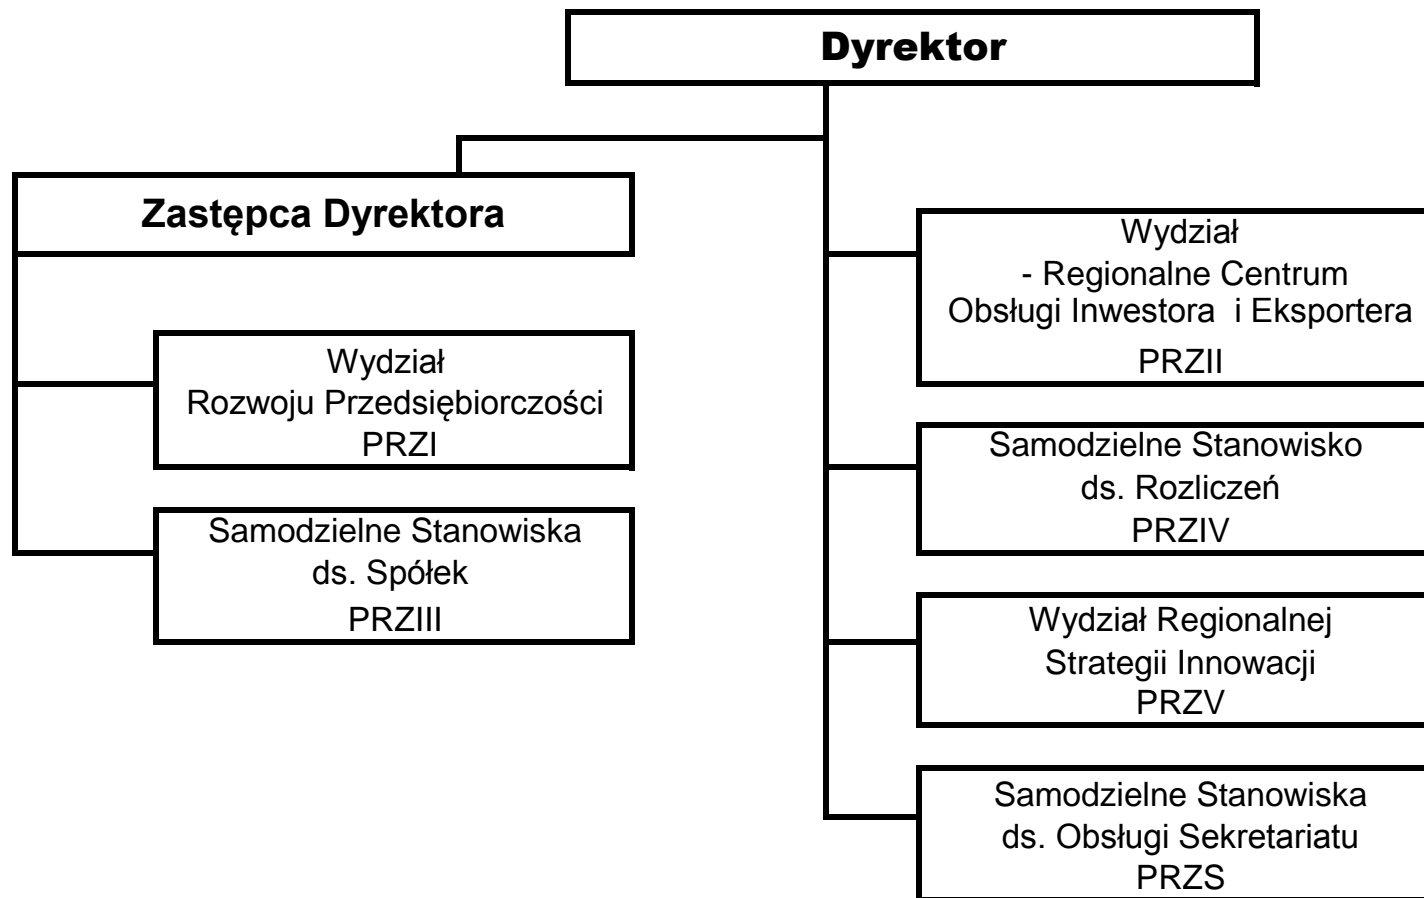 Dyrektor
Zastępca Dyrektora
Wydział
Rozwoju Przedsiębiorczości
PRZI
Samodzielne Stanowiska
ds. Spółek
PRZIII
Wydział
- Regionalne Centrum
Obsługi Inwestora i Eksportera
PRZII
Samodzielne Stanowisko
ds. Rozliczeń
PRZIV
Wydział Regionalnej
Strategii Innowacji
PRZV
Samodzielne Stanowiska
ds. Obsługi Sekretariatu
PRZS